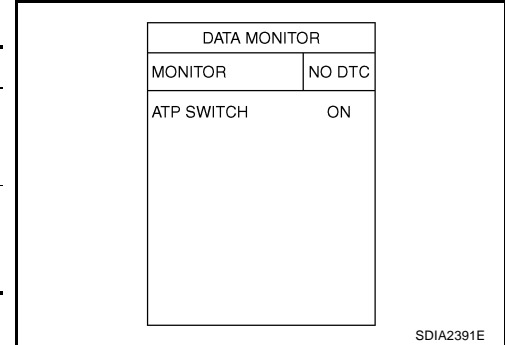 DATA MONITOR
MONITOR NO DTC
ATP SWITCH ON
SDIA2391E